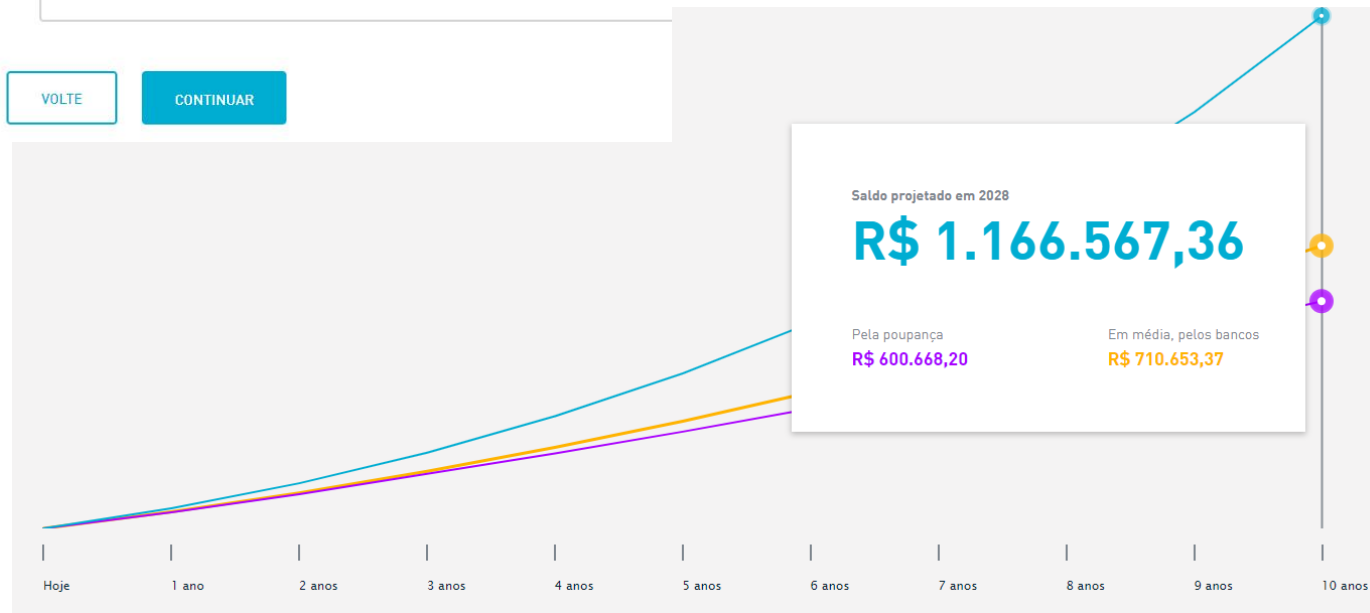 VOLTE
CONTINUAR
Saldo projetado em 2028
R$ 1.166.567,36
Pela poupança
R$ 600.668,20
Em média, pelos bancos
R$ 710.653,37
Hoje
1 ano
2 anos
3 anos
4 anos
5 anos
6 anos
7 anos
8 anos
9 anos
10 anos